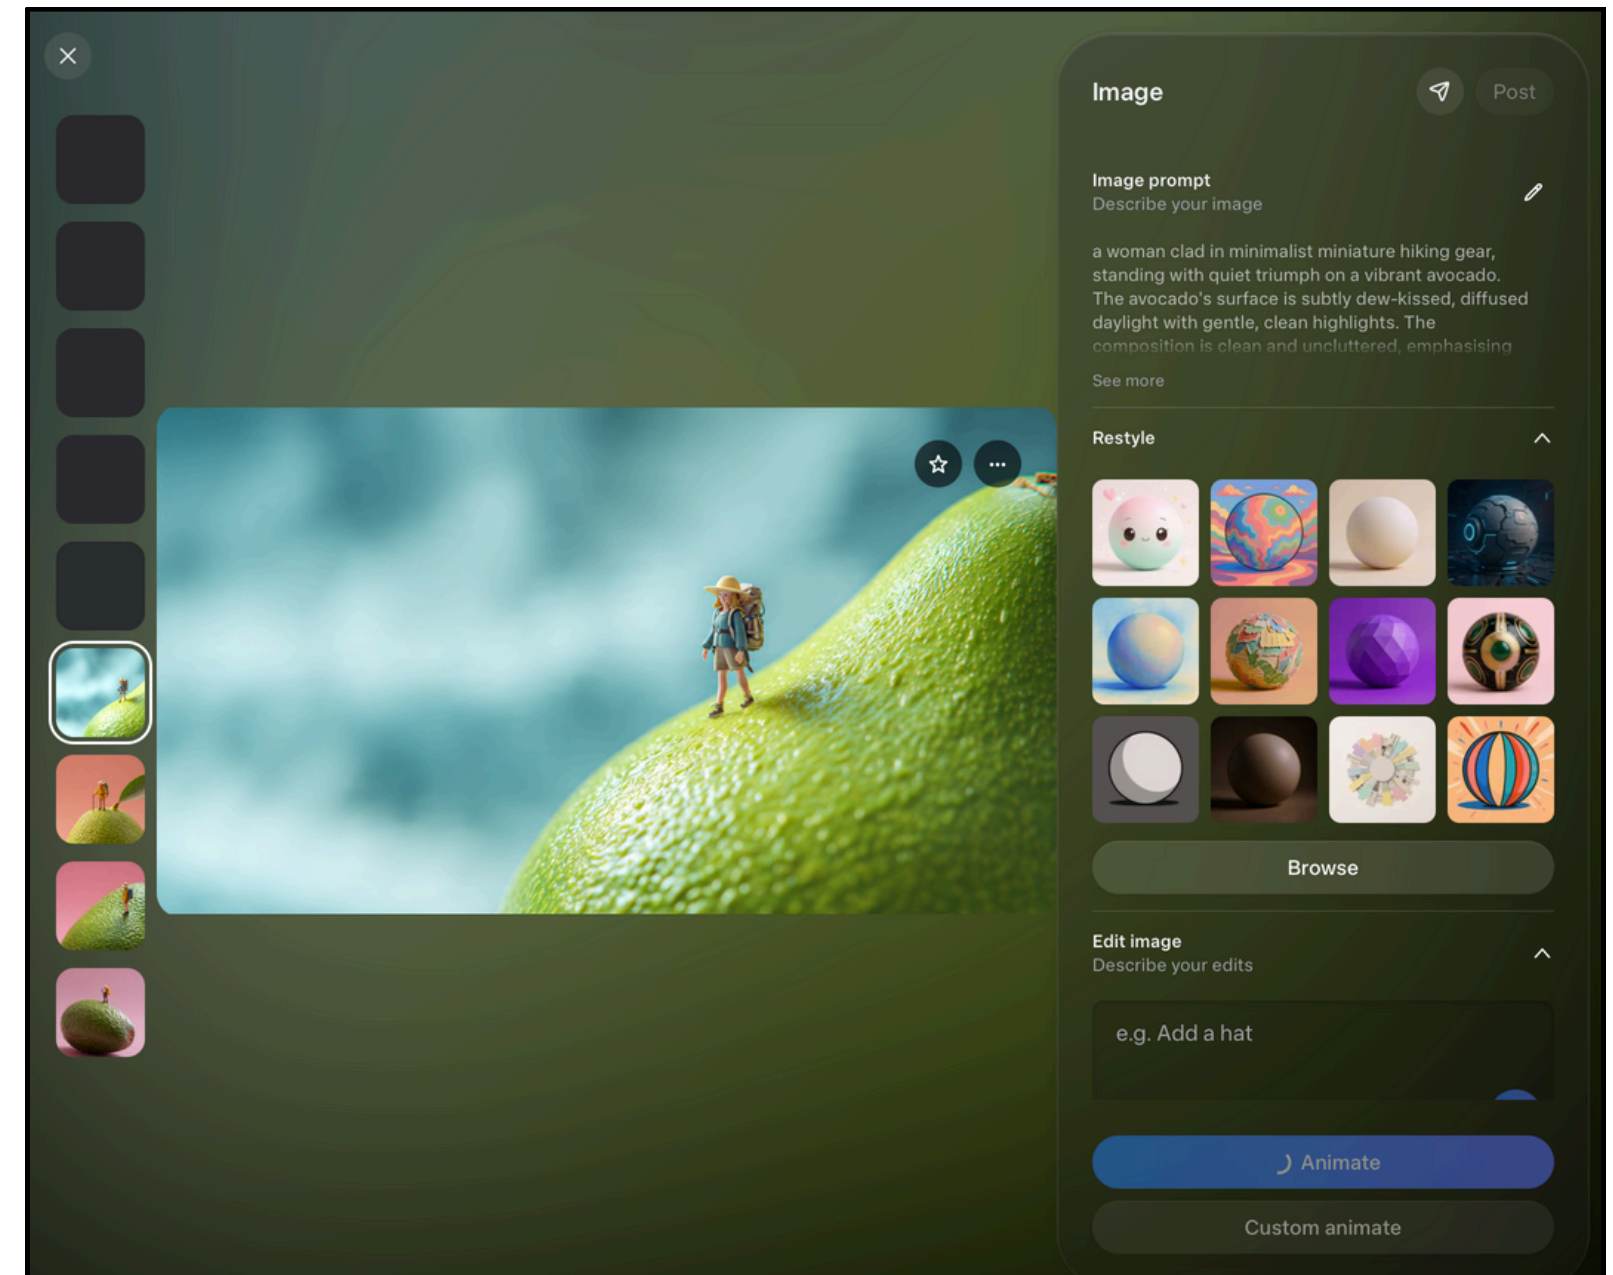 Image
Post
Image prompt
Describe your image
a woman clad in minimalist miniature hiking gear,
standing with quiet triumph on a vibrant avocado.
The avocado's surface is subtly dew-kissed, diffused
daylight with gentle, clean highlights. The
composition is clean and uncluttered, emphasising
See more
Restyle
Browse
Edit image
Describe your edits
e.g. Add a hat
Animate
Custom animate